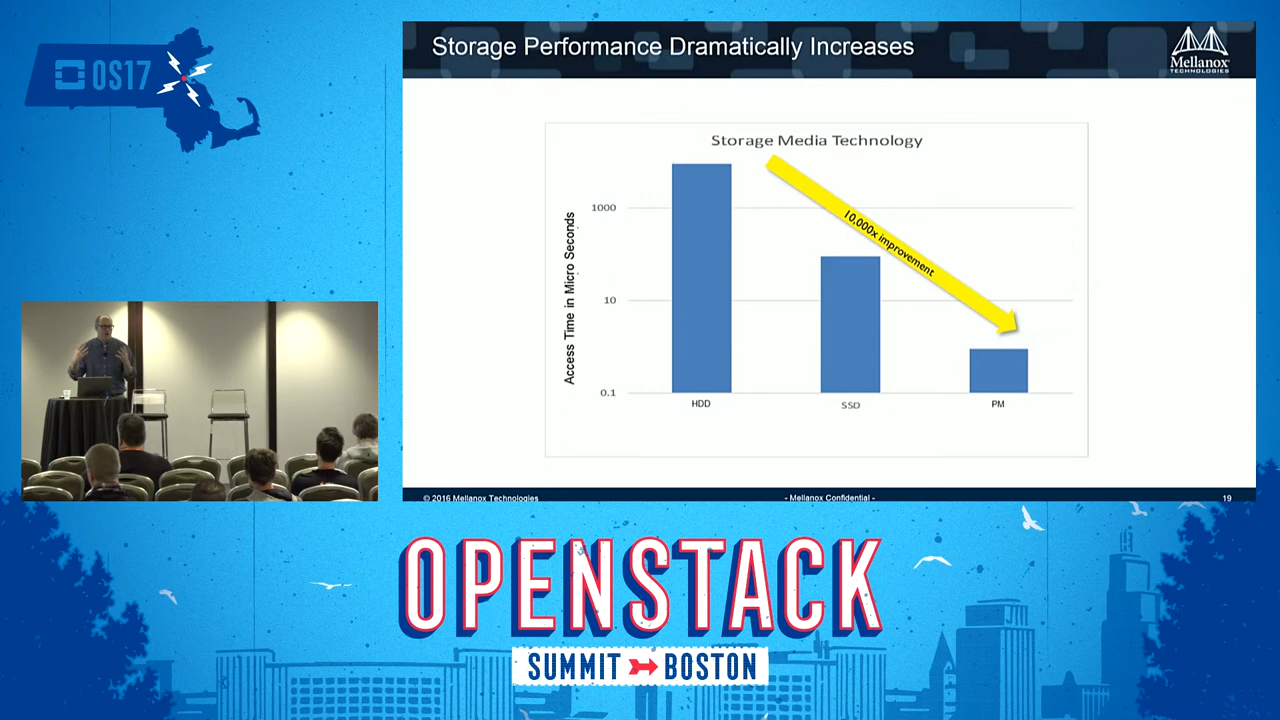 OS17
Storage Performance Dramatically Increases
Mellanox
TECHNOLOGIES
Storage Media Technology
Access Time in Micro Seconds
1000
10
0.1
10,000x improvement
HDD
SSD
PM
© 2016 Mellanox Technologies
- Mellanox Confidential -
19
OPENSTACK
SUMMIT BOSTON